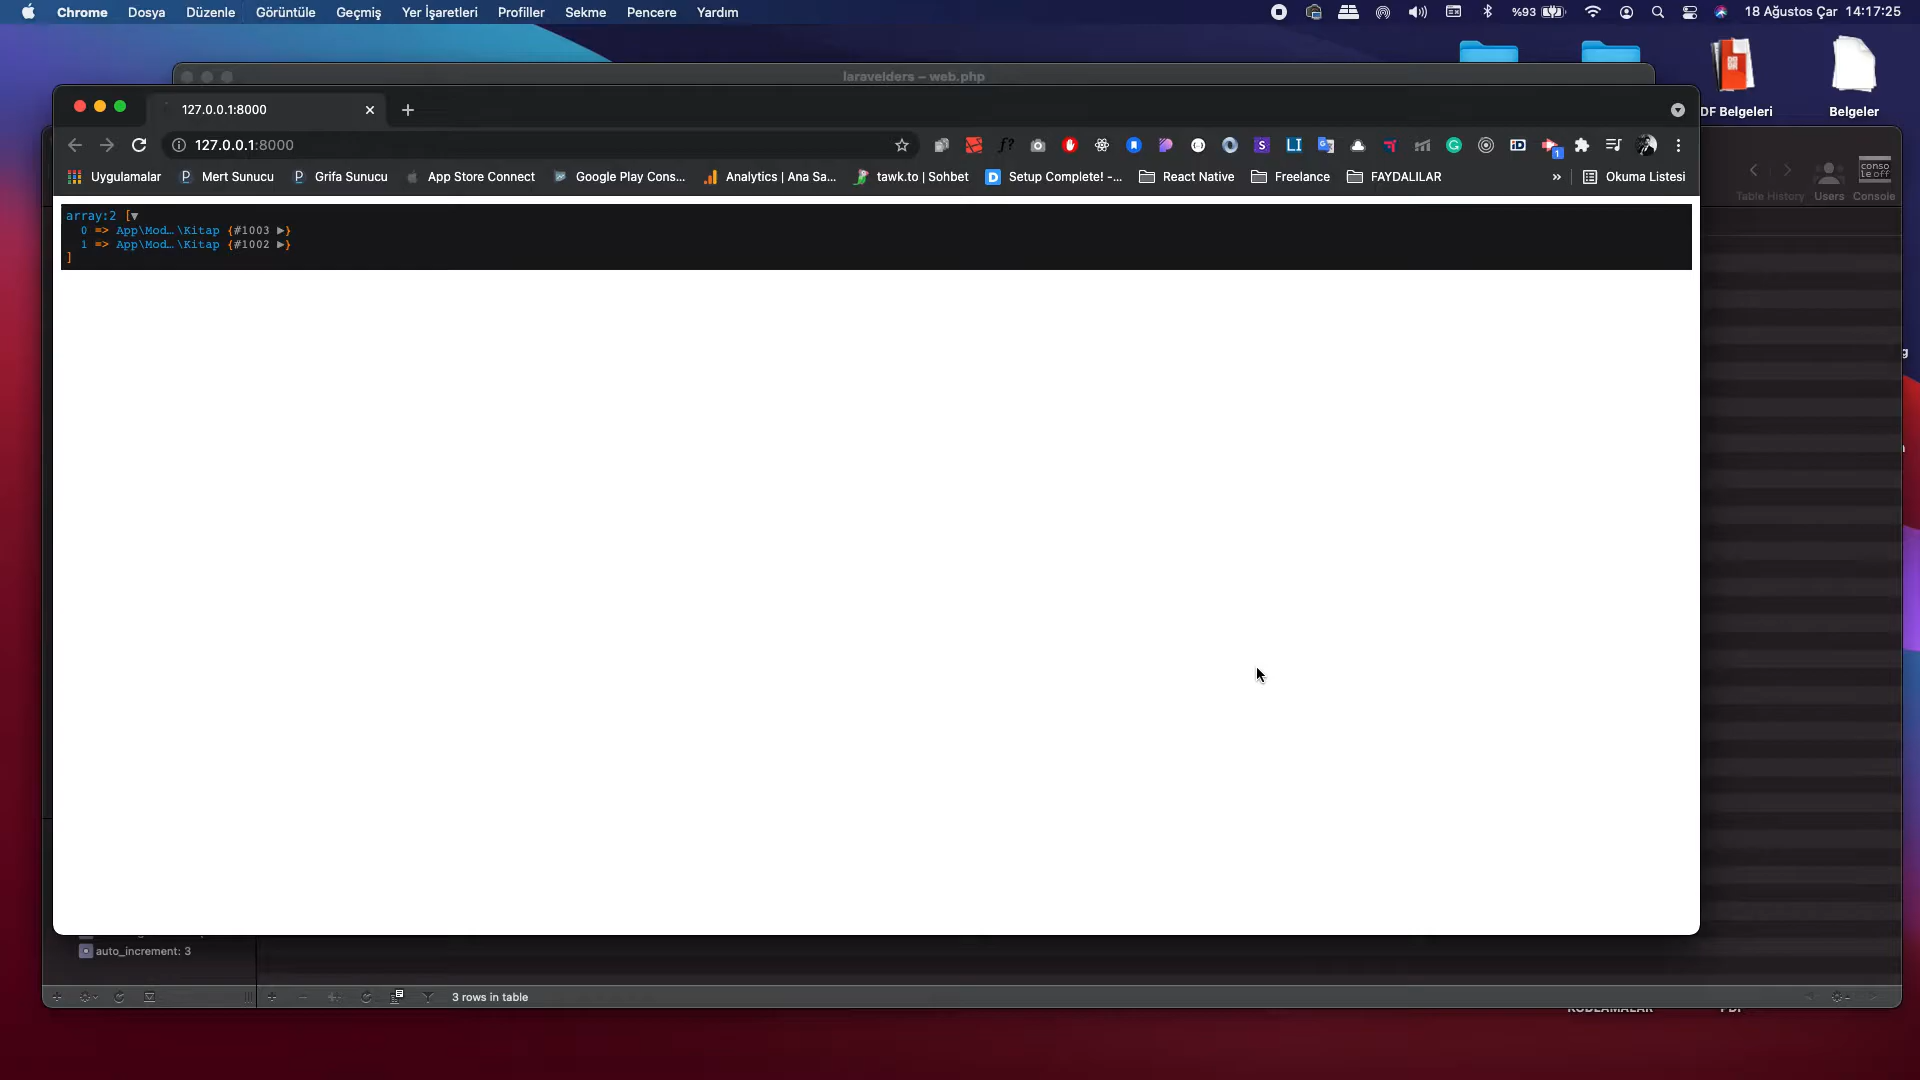 Chrome Dosya Düzenle Görüntüle Geçmiş Yer İşaretleri Profiller Sekme Pencere Yardım %93 18 Ağustos Çar 14:17:25
laravelders – web.php
DF Belgeleri Belgeler
127.0.0.1:8000
127.0.0.1:8000
Uygulamalar Mert Sunucu Grifa Sunucu App Store Connect Google Play Cons... Analytics | Ana Sa... tawk.to | Sohbet Setup Complete! -... React Native Freelance FAYDALILAR » Okuma Listesi
conso
le off
Table History Users Console
array:2 [▼
0 => App\Mod…\Kitap {#1003 ▶}
1 => App\Mod…\Kitap {#1002 ▶}
]
auto_increment: 3
3 rows in table